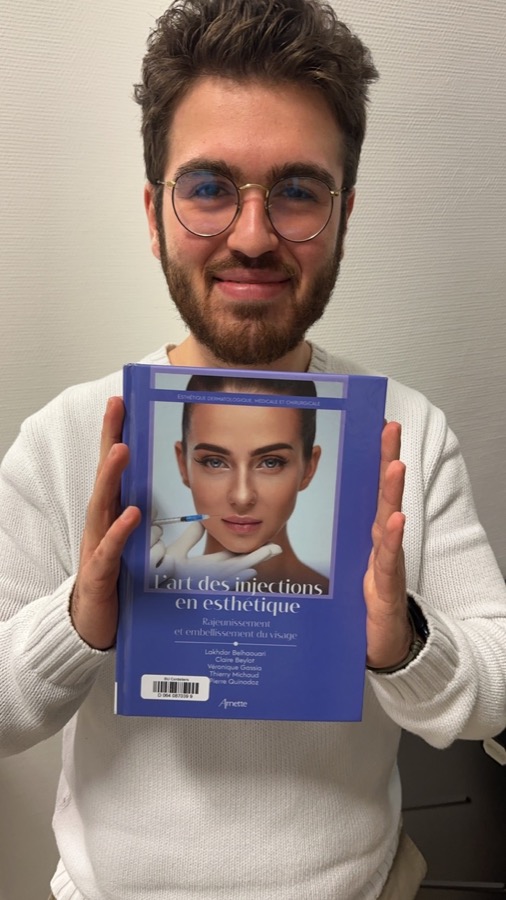 ESTHÉTIQUE DERMATOLOGIQUE, MÉDICALE ET CHIRURGICALE
L'art des injections
en esthétique
Rajeunissement
et embellissement du visage
Lakhdar Belhaouari
Claire Beylot
Véronique Gassia
Thierry Michaud
Pierre Quinodoz
Arnette